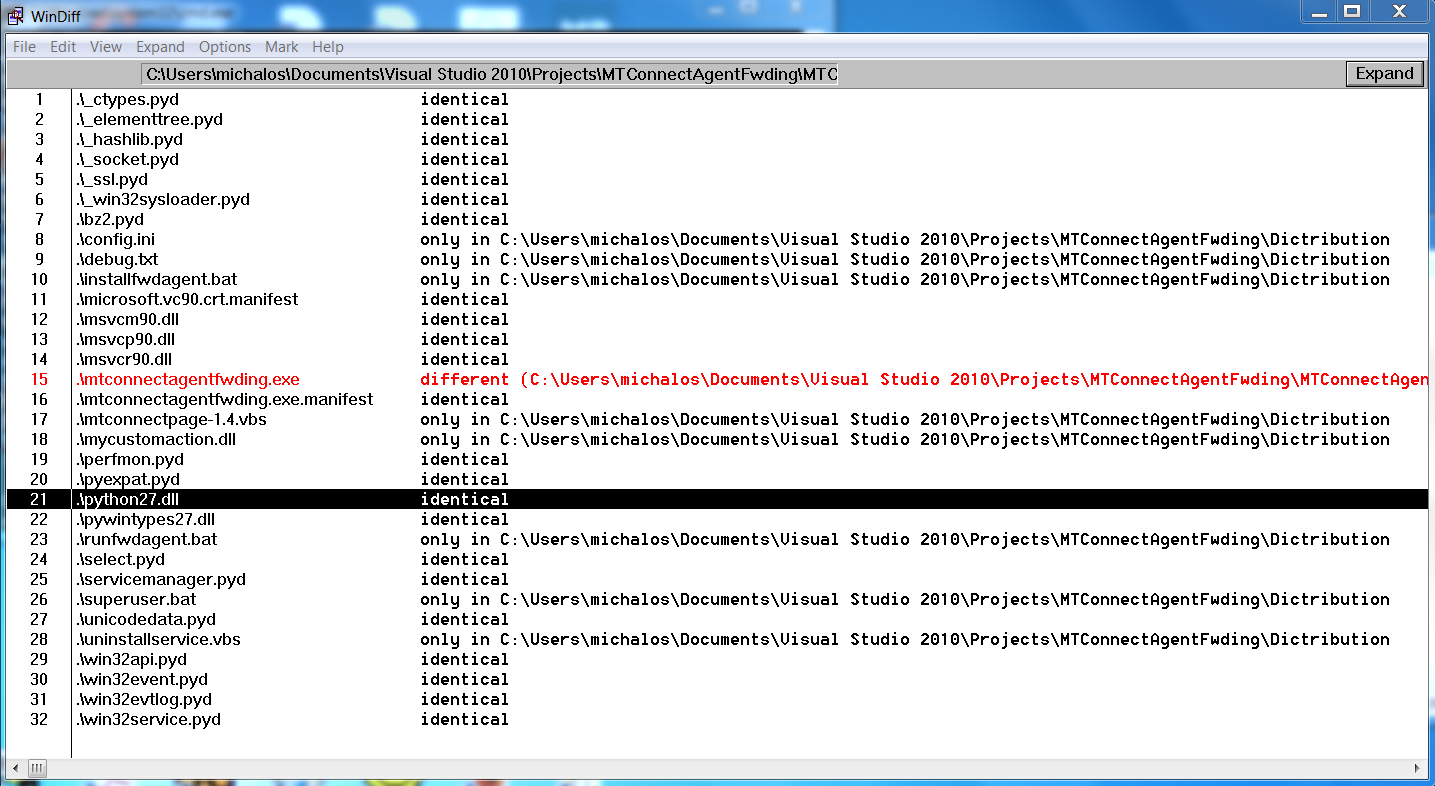 WinDiff
File Edit View Expand Options Mark Help
C:\Users\michalos\Documents\Visual Studio 2010\Projects\MTConnectAgentFwding\MTC Expand
1 .\_ctypes.pyd identical
2 .\_elementtree.pyd identical
3 .\_hashlib.pyd identical
4 .\_socket.pyd identical
5 .\_ssl.pyd identical
6 .\_win32sysloader.pyd identical
7 .\bz2.pyd identical
8 .\config.ini only in C:\Users\michalos\Documents\Visual Studio 2010\Projects\MTConnectAgentFwding\Dictribution
9 .\debug.txt only in C:\Users\michalos\Documents\Visual Studio 2010\Projects\MTConnectAgentFwding\Dictribution
10 .\installfwdagent.bat only in C:\Users\michalos\Documents\Visual Studio 2010\Projects\MTConnectAgentFwding\Dictribution
11 .\microsoft.vc90.crt.manifest identical
12 .\msvcm90.dll identical
13 .\msvcp90.dll identical
14 .\msvcr90.dll identical
15 .\mtconnectagentfwding.exe different (C:\Users\michalos\Documents\Visual Studio 2010\Projects\MTConnectAgentFwding\MTConnectAgen
16 .\mtconnectagentfwding.exe.manifest identical
17 .\mtconnectpage-1.4.vbs only in C:\Users\michalos\Documents\Visual Studio 2010\Projects\MTConnectAgentFwding\Dictribution
18 .\mycustomaction.dll only in C:\Users\michalos\Documents\Visual Studio 2010\Projects\MTConnectAgentFwding\Dictribution
19 .\perfmon.pyd identical
20 .\pyexpat.pyd identical
21 .\python27.dll identical
22 .\pywintypes27.dll identical
23 .\runfwdagent.bat only in C:\Users\michalos\Documents\Visual Studio 2010\Projects\MTConnectAgentFwding\Dictribution
24 .\select.pyd identical
25 .\servicemanager.pyd identical
26 .\superuser.bat only in C:\Users\michalos\Documents\Visual Studio 2010\Projects\MTConnectAgentFwding\Dictribution
27 .\unicodedata.pyd identical
28 .\uninstallservice.vbs only in C:\Users\michalos\Documents\Visual Studio 2010\Projects\MTConnectAgentFwding\Dictribution
29 .\win32api.pyd identical
30 .\win32event.pyd identical
31 .\win32evtlog.pyd identical
32 .\win32service.pyd identical